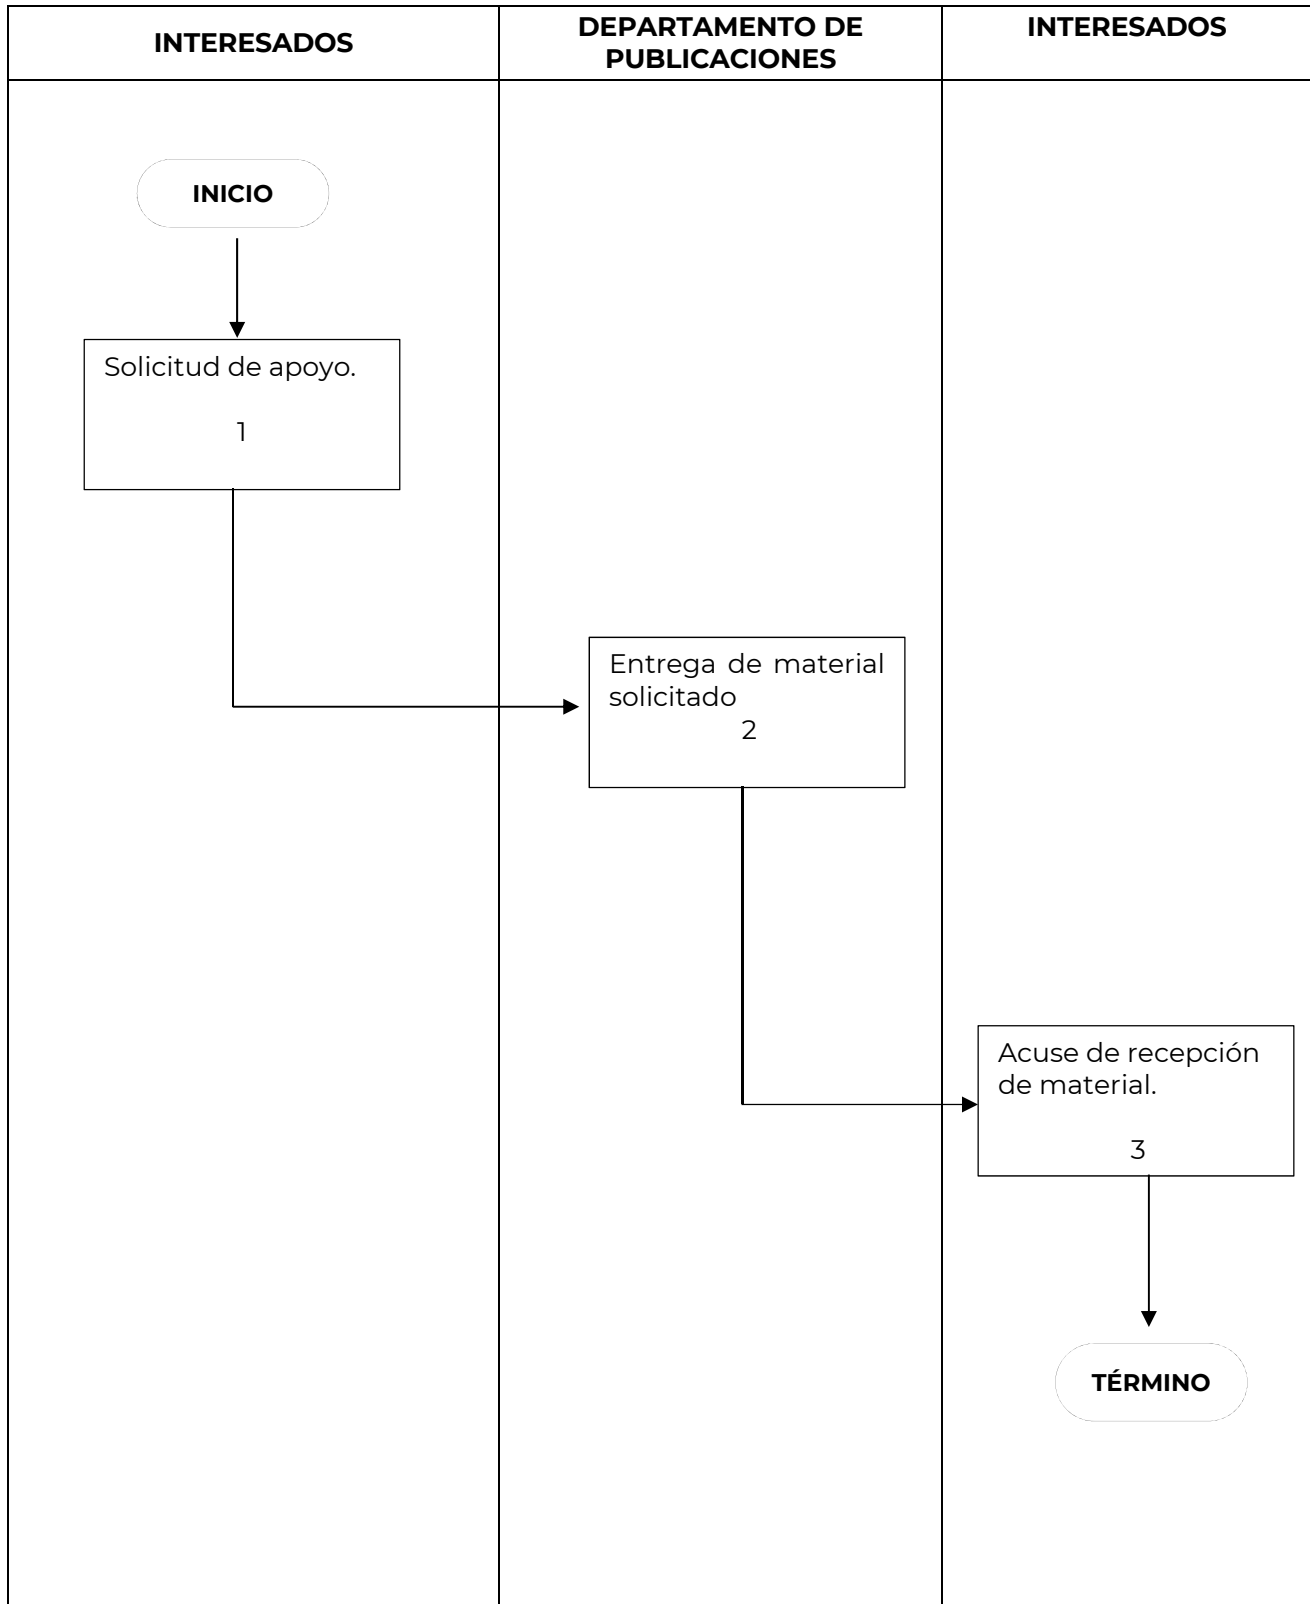 INTERESADOS
DEPARTAMENTO DE
PUBLICACIONES
INTERESADOS
INICIO
Solicitud de apoyo.
1
Entrega de material
solicitado
2
Acuse de recepción
de material.
3
TÉRMINO